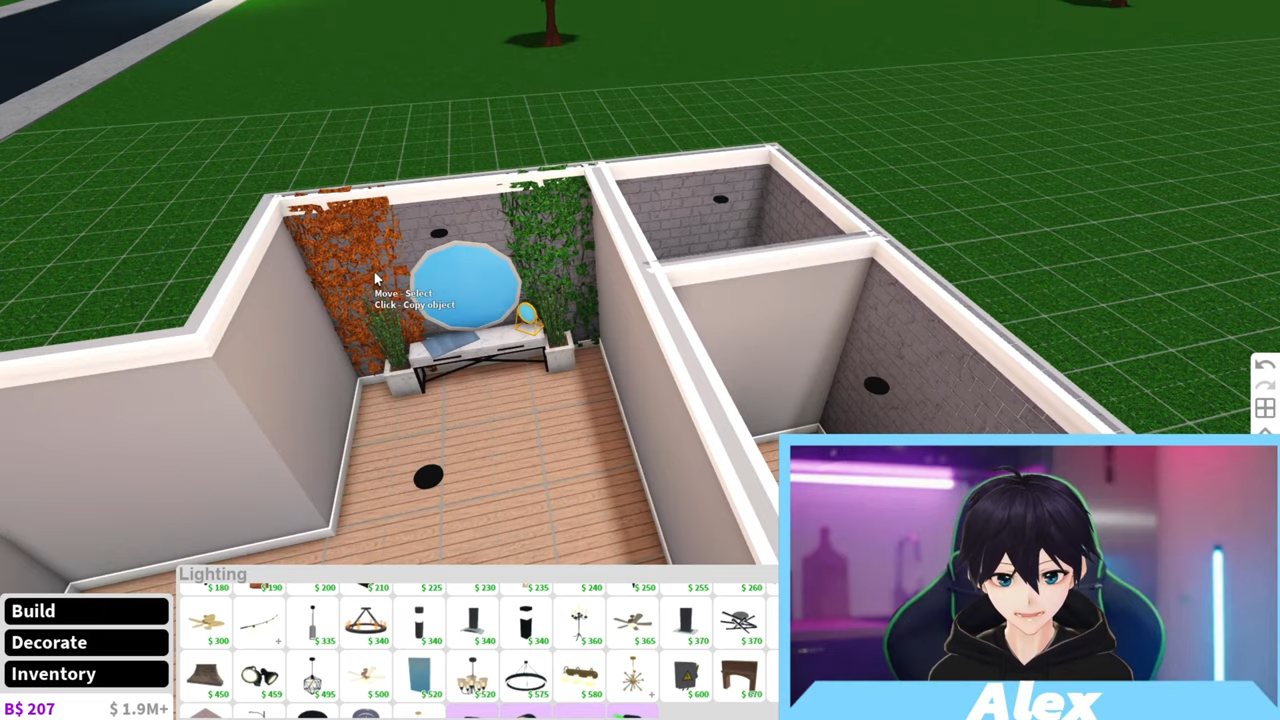 Move - Select
Click - Copy object
Lighting
$180 $190 $200 $210 $225 $230 $235 $240 $250 $255 $260
Build
$300 + $335 $340 $340 $340 $340 $360 $365 $370 $370
Decorate
Inventory
$450 $459 $495 $500 $520 $520 $575 $580 + $600 $670
B$ 207 $ 1.9M+
Alex